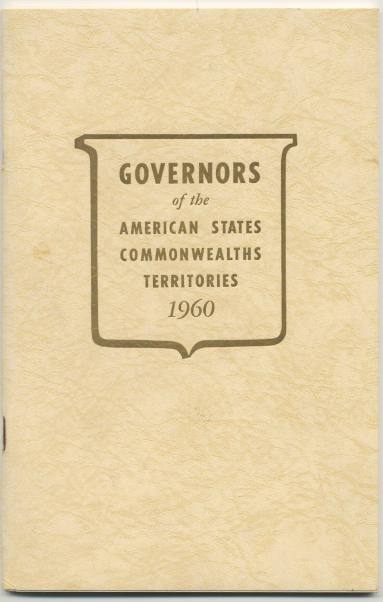 GOVERNORS
of the
AMERICAN STATES
COMMONWEALTHS
TERRITORIES
1960